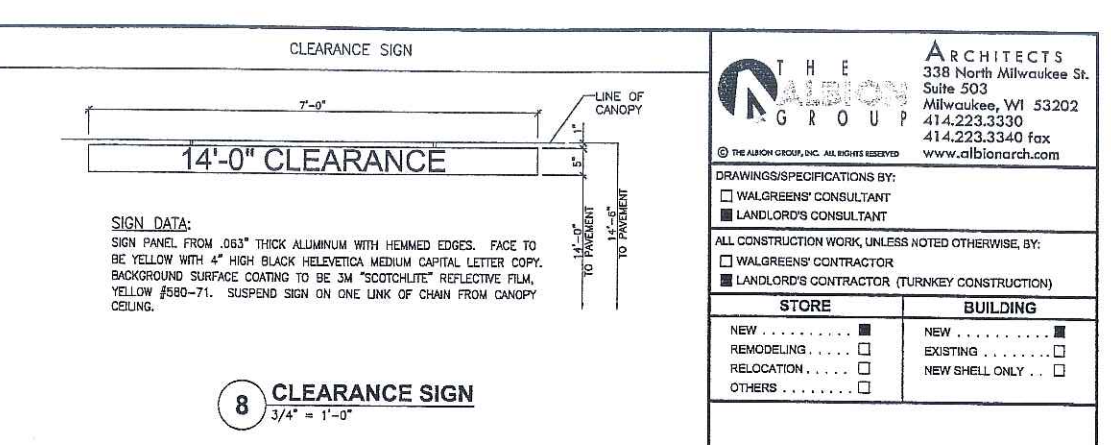 CLEARANCE SIGN
7'-0"
LINE OF
CANOPY
1"
14'-0" CLEARANCE
5"
14'-0"
TO PAVEMENT
14'-6"
TO PAVEMENT
SIGN DATA:
SIGN PANEL FROM .063" THICK ALUMINUM WITH HEMMED EDGES. FACE TO
BE YELLOW WITH 4" HIGH BLACK HELEVETICA MEDIUM CAPITAL LETTER COPY.
BACKGROUND SURFACE COATING TO BE 3M "SCOTCHLITE" REFLECTIVE FILM,
YELLOW #580-71. SUSPEND SIGN ON ONE LINK OF CHAIN FROM CANOPY
CEILING.
8 CLEARANCE SIGN
3/4" = 1'-0"
THE
ALBION
GROUP
© THE ALBION GROUP, INC. ALL RIGHTS RESERVED
ARCHITECTS
338 North Milwaukee St.
Suite 503
Milwaukee, WI 53202
414.223.3330
414.223.3340 fax
www.albionarch.com
DRAWINGS/SPECIFICATIONS BY:
☐ WALGREENS' CONSULTANT
■ LANDLORD'S CONSULTANT
ALL CONSTRUCTION WORK, UNLESS NOTED OTHERWISE, BY:
☐ WALGREENS' CONTRACTOR
■ LANDLORD'S CONTRACTOR (TURNKEY CONSTRUCTION)
STORE
NEW . . . . . . . . . . ■
REMODELING . . . . . ☐
RELOCATION . . . . . ☐
OTHERS . . . . . . . . ☐
BUILDING
NEW . . . . . . . . . . ■
EXISTING . . . . . . . . ☐
NEW SHELL ONLY . . ☐